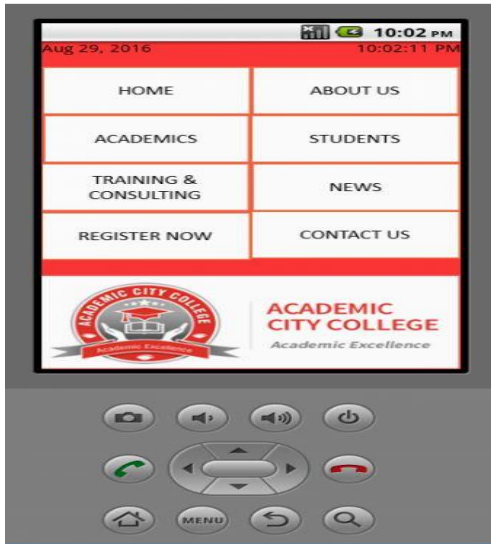 10:02 PM
Aug 29, 2016 10:02:11 PM
HOME ABOUT US
ACADEMICS STUDENTS
TRAINING &
CONSULTING
NEWS
REGISTER NOW CONTACT US
ACADEMIC CITY COLLEGE
Academic Excellence
ACADEMIC
CITY COLLEGE
Academic Excellence
MENU